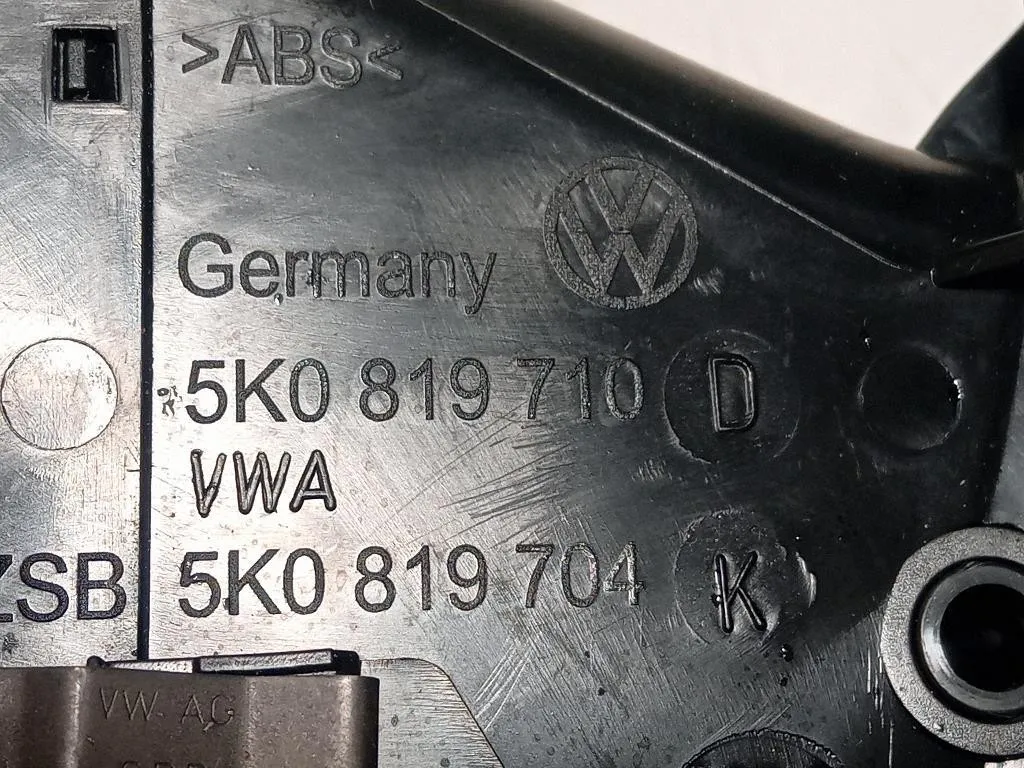 >ABS<
Germany
5K0 819 710 D
VWA
ZSB 5K0 819 704 K
VW AG